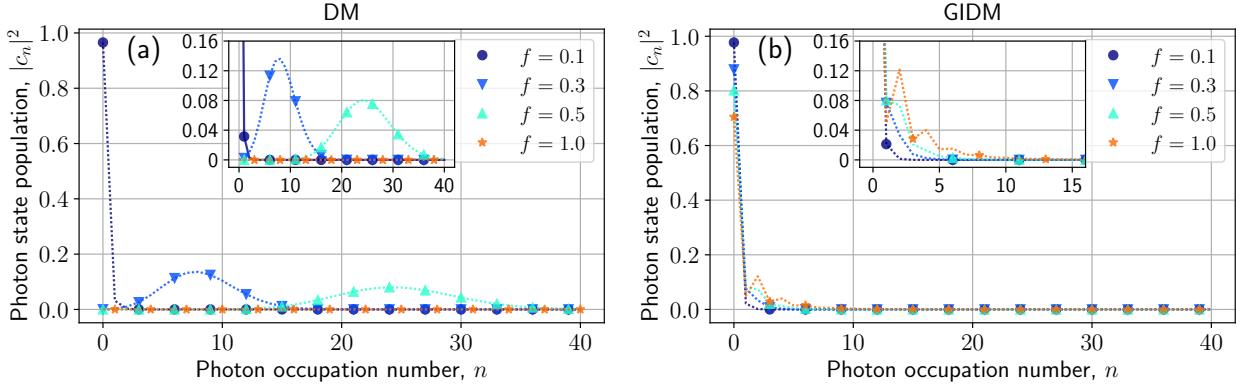 DM
(a)
Photon state population, |c_n|^2
1.0
0.8
0.6
0.4
0.2
0.0
0 10 20 30 40
Photon occupation number, n
0.16
0.12
0.08
0.04
0
0 10 20 30 40
f = 0.1
f = 0.3
f = 0.5
f = 1.0
GIDM
(b)
Photon state population, |c_n|^2
1.0
0.8
0.6
0.4
0.2
0.0
0 10 20 30 40
Photon occupation number, n
0.16
0.12
0.08
0.04
0
0 5 10 15
f = 0.1
f = 0.3
f = 0.5
f = 1.0